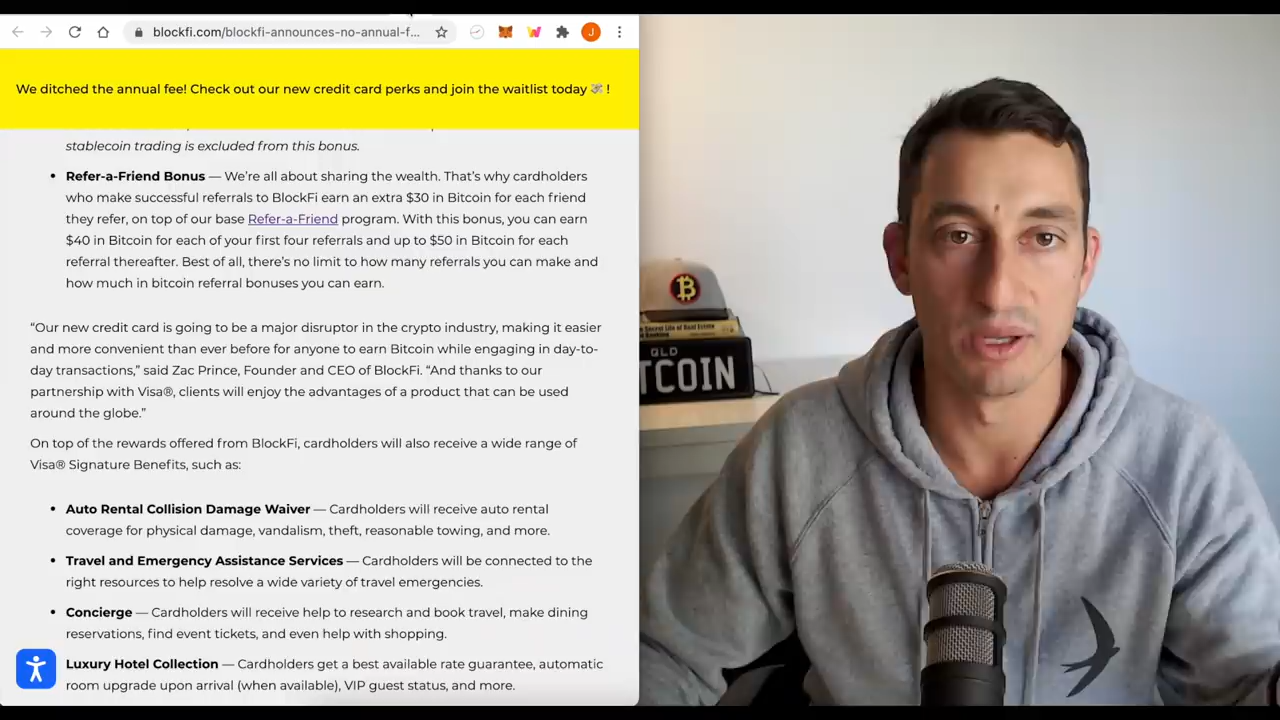 blockfi.com/blockfi-announces-no-annual-f...
J
We ditched the annual fee! Check out our new credit card perks and join the waitlist today 💸 !
stablecoin trading is excluded from this bonus.
• Refer-a-Friend Bonus — We’re all about sharing the wealth. That’s why cardholders
who make successful referrals to BlockFi earn an extra $30 in Bitcoin for each friend
they refer, on top of our base Refer-a-Friend program. With this bonus, you can earn
$40 in Bitcoin for each of your first four referrals and up to $50 in Bitcoin for each
referral thereafter. Best of all, there’s no limit to how many referrals you can make and
how much in bitcoin referral bonuses you can earn.
“Our new credit card is going to be a major disruptor in the crypto industry, making it easier
and more convenient than ever before for anyone to earn Bitcoin while engaging in day-to-
day transactions,” said Zac Prince, Founder and CEO of BlockFi. “And thanks to our
partnership with Visa®, clients will enjoy the advantages of a product that can be used
around the globe.”
On top of the rewards offered from BlockFi, cardholders will also receive a wide range of
Visa® Signature Benefits, such as:
• Auto Rental Collision Damage Waiver — Cardholders will receive auto rental
coverage for physical damage, vandalism, theft, reasonable towing, and more.
• Travel and Emergency Assistance Services — Cardholders will be connected to the
right resources to help resolve a wide variety of travel emergencies.
• Concierge — Cardholders will receive help to research and book travel, make dining
reservations, find event tickets, and even help with shopping.
Luxury Hotel Collection — Cardholders get a best available rate guarantee, automatic
room upgrade upon arrival (when available), VIP guest status, and more.
Secret Life of Real Estate
Banking
QLD
TCOIN